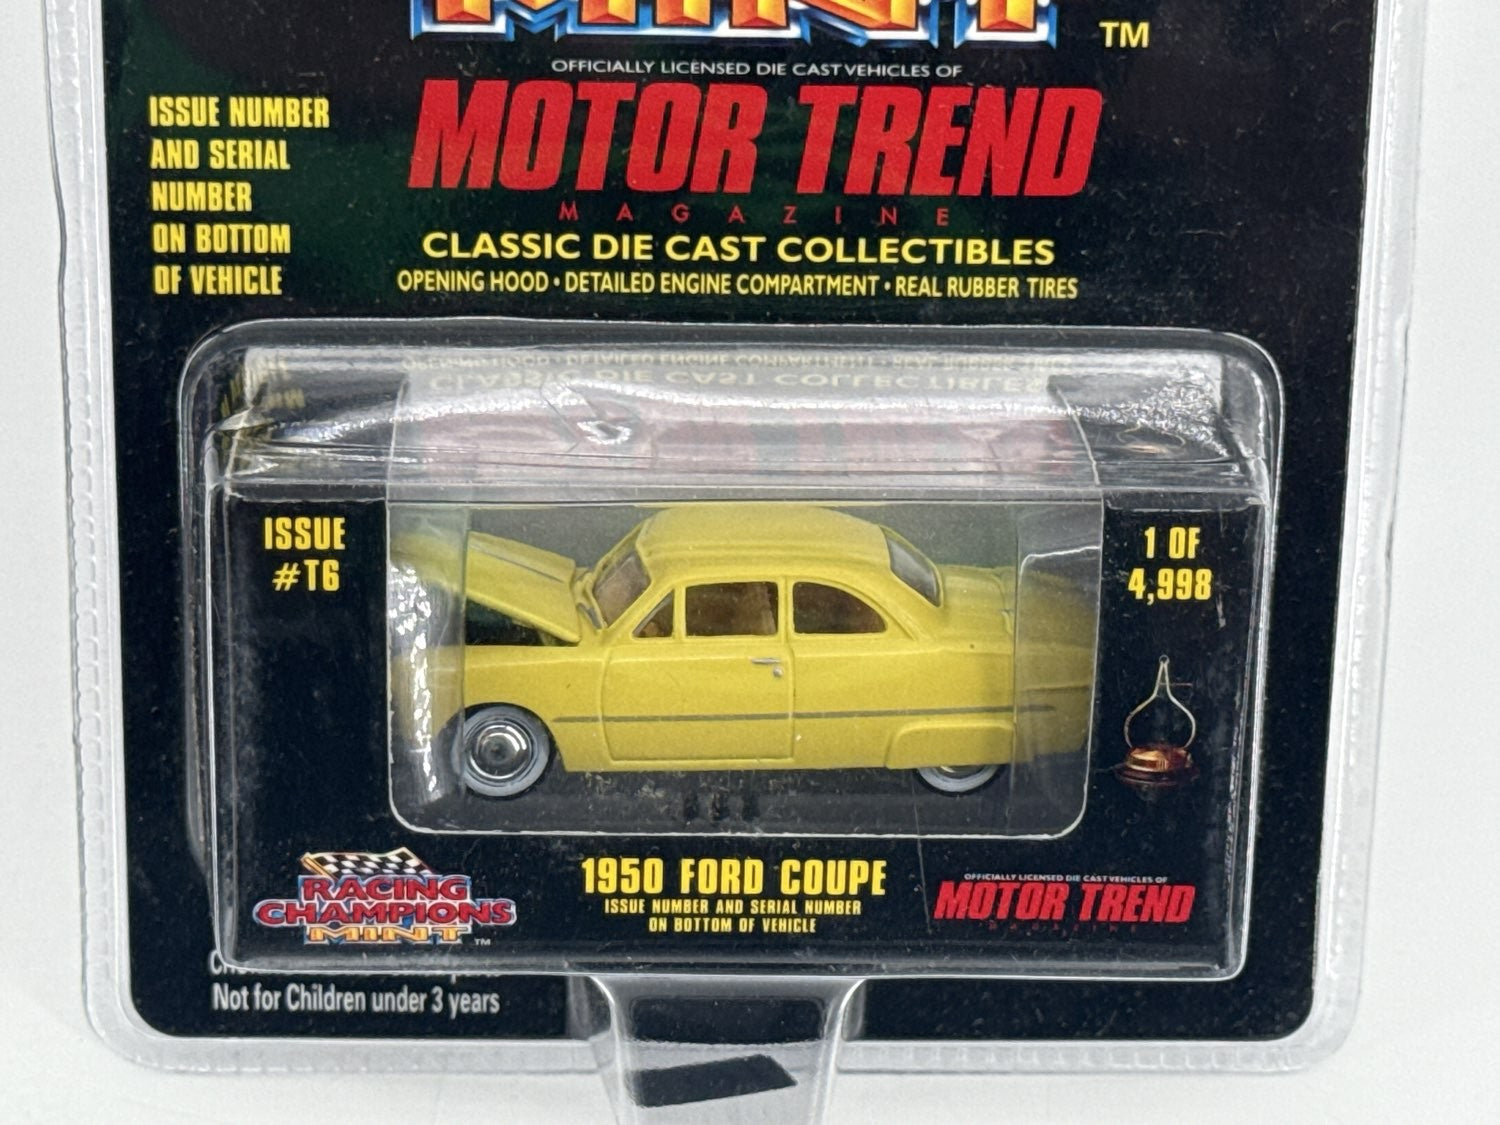 MINT
TM
OFFICIALLY LICENSED DIE CAST VEHICLES OF
MOTOR TREND
MAGAZINE
CLASSIC DIE CAST COLLECTIBLES
OPENING HOOD • DETAILED ENGINE COMPARTMENT • REAL RUBBER TIRES
ISSUE NUMBER
AND SERIAL
NUMBER
ON BOTTOM
OF VEHICLE
ISSUE
#T6
1 OF
4,998
RACING
CHAMPIONS
MINT
TM
1950 FORD COUPE
ISSUE NUMBER AND SERIAL NUMBER
ON BOTTOM OF VEHICLE
OFFICIALLY LICENSED DIE CAST VEHICLES OF
MOTOR TREND
MAGAZINE
Not for Children under 3 years